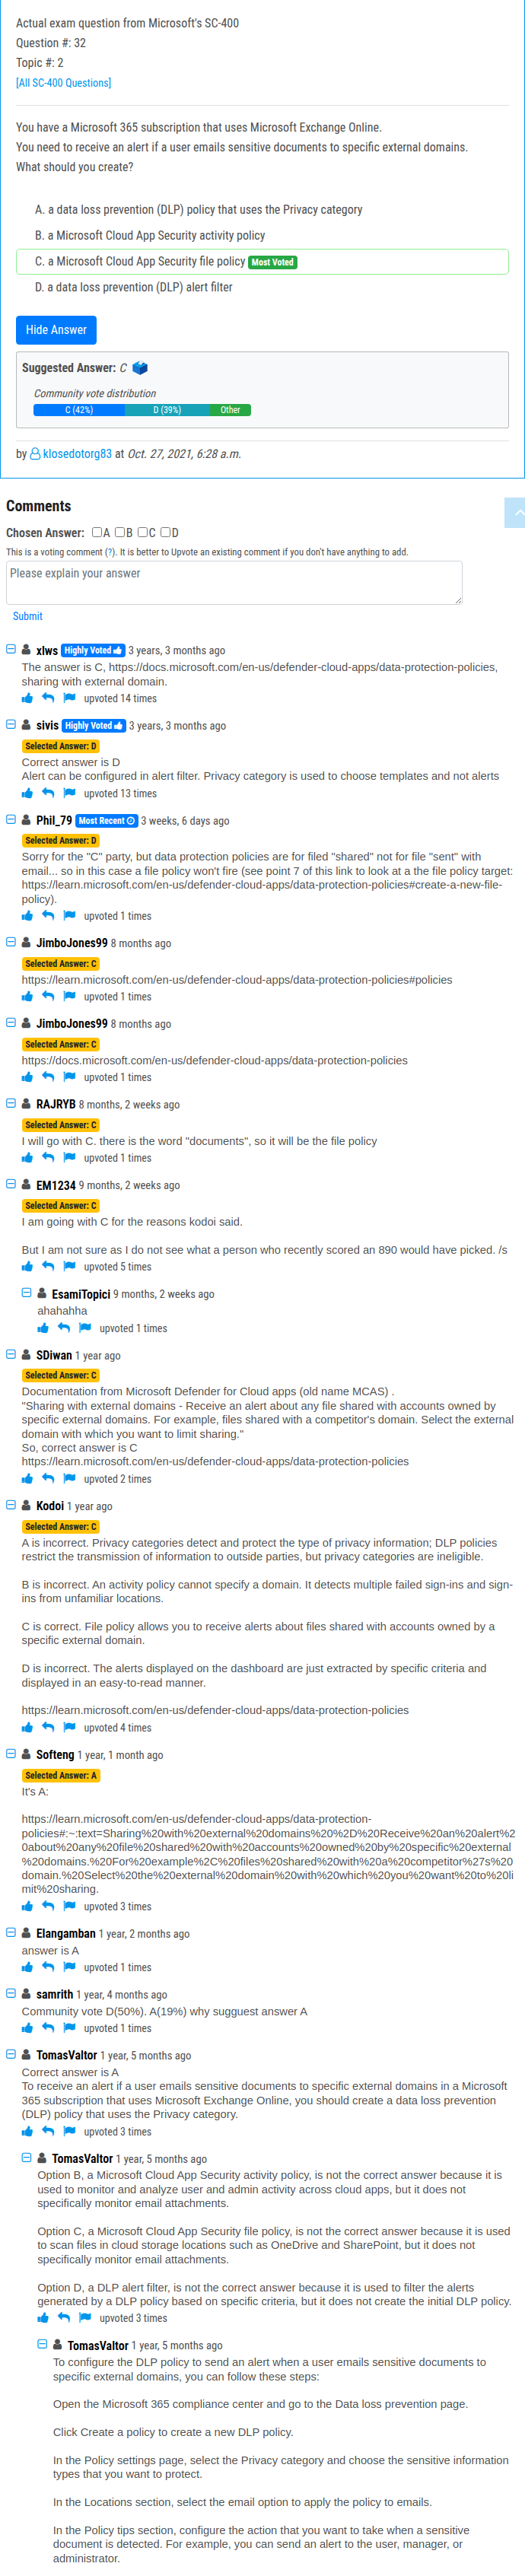 Actual exam question from Microsoft's SC-400
Question #: 32
Topic #: 2
[All SC-400 Questions]
You have a Microsoft 365 subscription that uses Microsoft Exchange Online.
You need to receive an alert if a user emails sensitive documents to specific external domains.
What should you create?
A. a data loss prevention (DLP) policy that uses the Privacy category
B. a Microsoft Cloud App Security activity policy
C. a Microsoft Cloud App Security file policy Most Voted
D. a data loss prevention (DLP) alert filter
Hide Answer
Suggested Answer: C
Community vote distribution
C (42%) D (39%) Other
by klosedotorg83 at Oct. 27, 2021, 6:28 a.m.
Comments
Chosen Answer: A B C D
This is a voting comment (?). It is better to Upvote an existing comment if you don't have anything to add.
Please explain your answer
Submit
xlws Highly Voted 3 years, 3 months ago
The answer is C, https://docs.microsoft.com/en-us/defender-cloud-apps/data-protection-policies,
sharing with external domain.
upvoted 14 times
sivis Highly Voted 3 years, 3 months ago
Selected Answer: D
Correct answer is D
Alert can be configured in alert filter. Privacy category is used to choose templates and not alerts
upvoted 13 times
Phil_79 Most Recent 3 weeks, 6 days ago
Selected Answer: D
Sorry for the "C" party, but data protection policies are for filed "shared" not for file "sent" with
email... so in this case a file policy won't fire (see point 7 of this link to look at a the file policy target:
https://learn.microsoft.com/en-us/defender-cloud-apps/data-protection-policies#create-a-new-file-
policy).
upvoted 1 times
JimboJones99 8 months ago
Selected Answer: C
https://learn.microsoft.com/en-us/defender-cloud-apps/data-protection-policies#policies
upvoted 1 times
JimboJones99 8 months ago
Selected Answer: C
https://docs.microsoft.com/en-us/defender-cloud-apps/data-protection-policies
upvoted 1 times
RAJRYB 8 months, 2 weeks ago
Selected Answer: C
I will go with C. there is the word "documents", so it will be the file policy
upvoted 1 times
EM1234 9 months, 2 weeks ago
Selected Answer: C
I am going with C for the reasons kodoi said.
But I am not sure as I do not see what a person who recently scored an 890 would have picked. /s
upvoted 5 times
EsamiTopici 9 months, 2 weeks ago
ahahahha
upvoted 1 times
SDiwan 1 year ago
Selected Answer: C
Documentation from Microsoft Defender for Cloud apps (old name MCAS) .
"Sharing with external domains - Receive an alert about any file shared with accounts owned by
specific external domains. For example, files shared with a competitor's domain. Select the external
domain with which you want to limit sharing."
So, correct answer is C
https://learn.microsoft.com/en-us/defender-cloud-apps/data-protection-policies
upvoted 2 times
Kodoi 1 year ago
Selected Answer: C
A is incorrect. Privacy categories detect and protect the type of privacy information; DLP policies
restrict the transmission of information to outside parties, but privacy categories are ineligible.
B is incorrect. An activity policy cannot specify a domain. It detects multiple failed sign-ins and sign-
ins from unfamiliar locations.
C is correct. File policy allows you to receive alerts about files shared with accounts owned by a
specific external domain.
D is incorrect. The alerts displayed on the dashboard are just extracted by specific criteria and
displayed in an easy-to-read manner.
https://learn.microsoft.com/en-us/defender-cloud-apps/data-protection-policies
upvoted 4 times
Softeng 1 year, 1 month ago
Selected Answer: A
It's A:
https://learn.microsoft.com/en-us/defender-cloud-apps/data-protection-
policies#:~:text=Sharing%20with%20external%20domains%20%2D%20Receive%20an%20alert%2
0about%20any%20file%20shared%20with%20accounts%20owned%20by%20specific%20external
%20domains.%20For%20example%2C%20files%20shared%20with%20a%20competitor%27s%20
domain.%20Select%20the%20external%20domain%20with%20which%20you%20want%20to%20li
mit%20sharing.
upvoted 3 times
Elangamban 1 year, 2 months ago
answer is A
upvoted 1 times
samrith 1 year, 4 months ago
Community vote D(50%). A(19%) why sugguest answer A
upvoted 1 times
TomasValtor 1 year, 5 months ago
Correct answer is A
To receive an alert if a user emails sensitive documents to specific external domains in a Microsoft
365 subscription that uses Microsoft Exchange Online, you should create a data loss prevention
(DLP) policy that uses the Privacy category.
upvoted 3 times
TomasValtor 1 year, 5 months ago
Option B, a Microsoft Cloud App Security activity policy, is not the correct answer because it is
used to monitor and analyze user and admin activity across cloud apps, but it does not
specifically monitor email attachments.
Option C, a Microsoft Cloud App Security file policy, is not the correct answer because it is used
to scan files in cloud storage locations such as OneDrive and SharePoint, but it does not
specifically monitor email attachments.
Option D, a DLP alert filter, is not the correct answer because it is used to filter the alerts
generated by a DLP policy based on specific criteria, but it does not create the initial DLP policy.
upvoted 3 times
TomasValtor 1 year, 5 months ago
To configure the DLP policy to send an alert when a user emails sensitive documents to
specific external domains, you can follow these steps:
Open the Microsoft 365 compliance center and go to the Data loss prevention page.
Click Create a policy to create a new DLP policy.
In the Policy settings page, select the Privacy category and choose the sensitive information
types that you want to protect.
In the Locations section, select the email option to apply the policy to emails.
In the Policy tips section, configure the action that you want to take when a sensitive
document is detected. For example, you can send an alert to the user, manager, or
administrator.